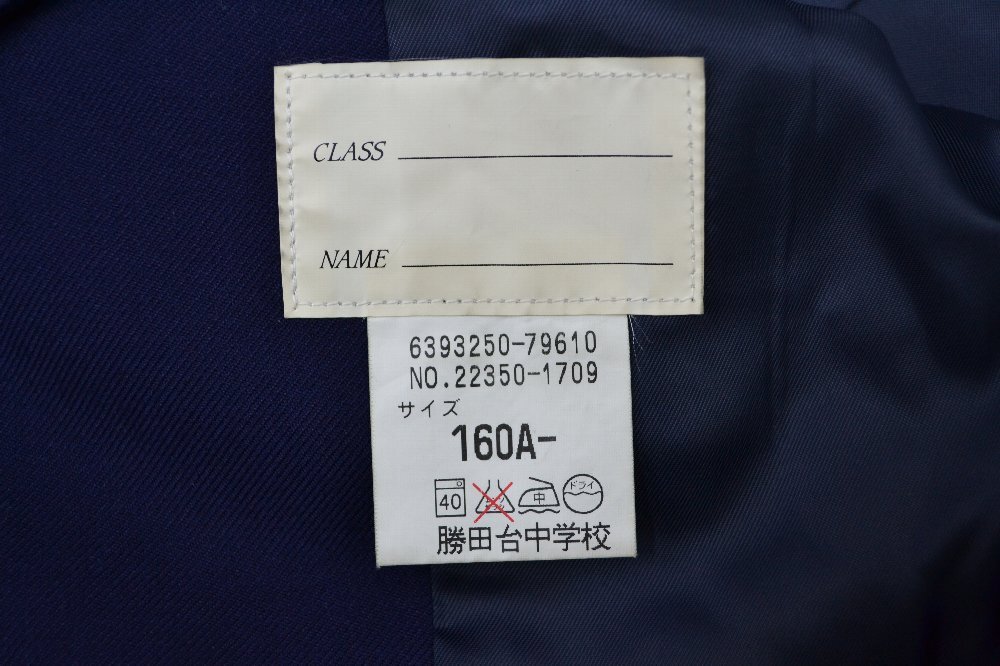 CLASS
NAME
6393250-79610
NO.22350-1709
サイズ
160A-
40 中 ドライ
勝田台中学校